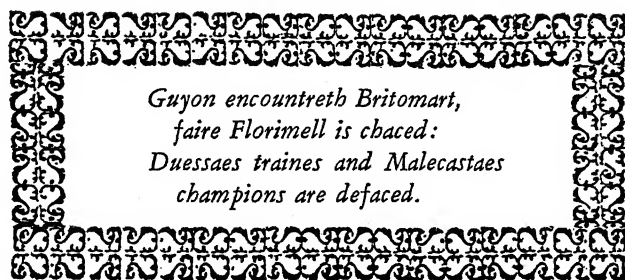 Guyon encountreth Britomart,
faire Florimell is chaced:
Duessaes traines and Malecastaes
champions are defaced.